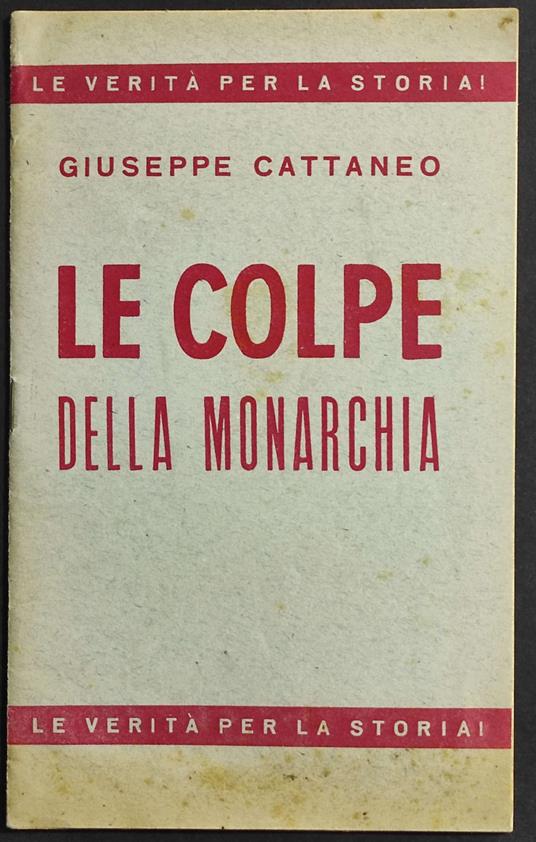 LE VERITÀ PER LA STORIA!
GIUSEPPE CATTANEO
LE COLPE
DELLA MONARCHIA
LE VERITÀ PER LA STORIA!